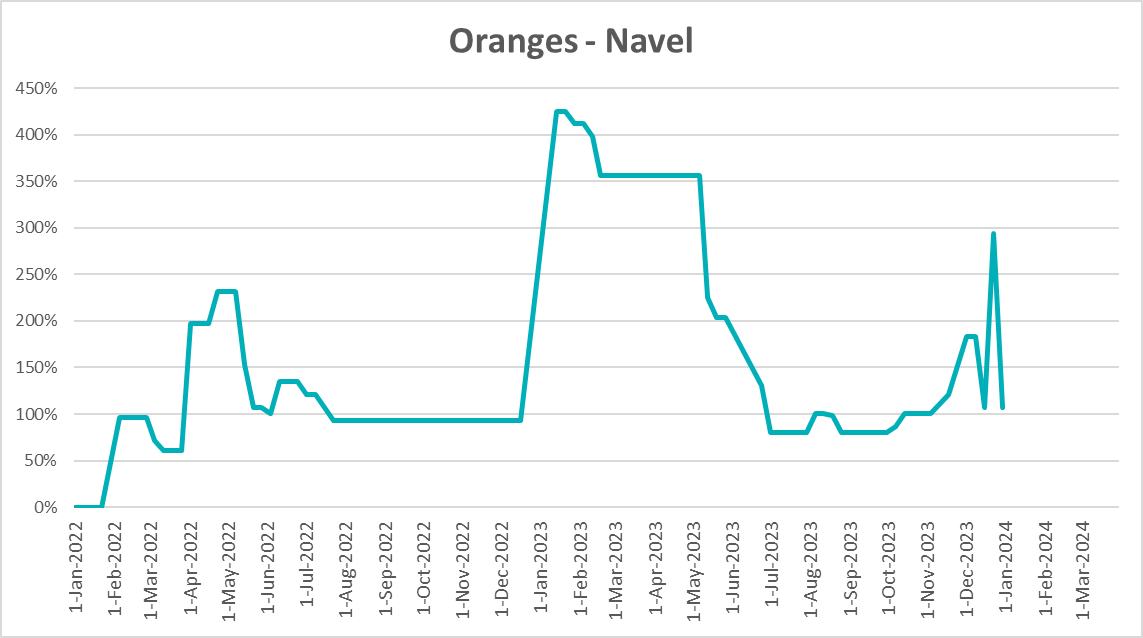 Oranges - Navel
450%
400%
350%
300%
250%
200%
150%
100%
50%
0%
1-Jan-2022
1-Feb-2022
1-Mar-2022
1-Apr-2022
1-May-2022
1-Jun-2022
1-Jul-2022
1-Aug-2022
1-Sep-2022
1-Oct-2022
1-Nov-2022
1-Dec-2022
1-Jan-2023
1-Feb-2023
1-Mar-2023
1-Apr-2023
1-May-2023
1-Jun-2023
1-Jul-2023
1-Aug-2023
1-Sep-2023
1-Oct-2023
1-Nov-2023
1-Dec-2023
1-Jan-2024
1-Feb-2024
1-Mar-2024